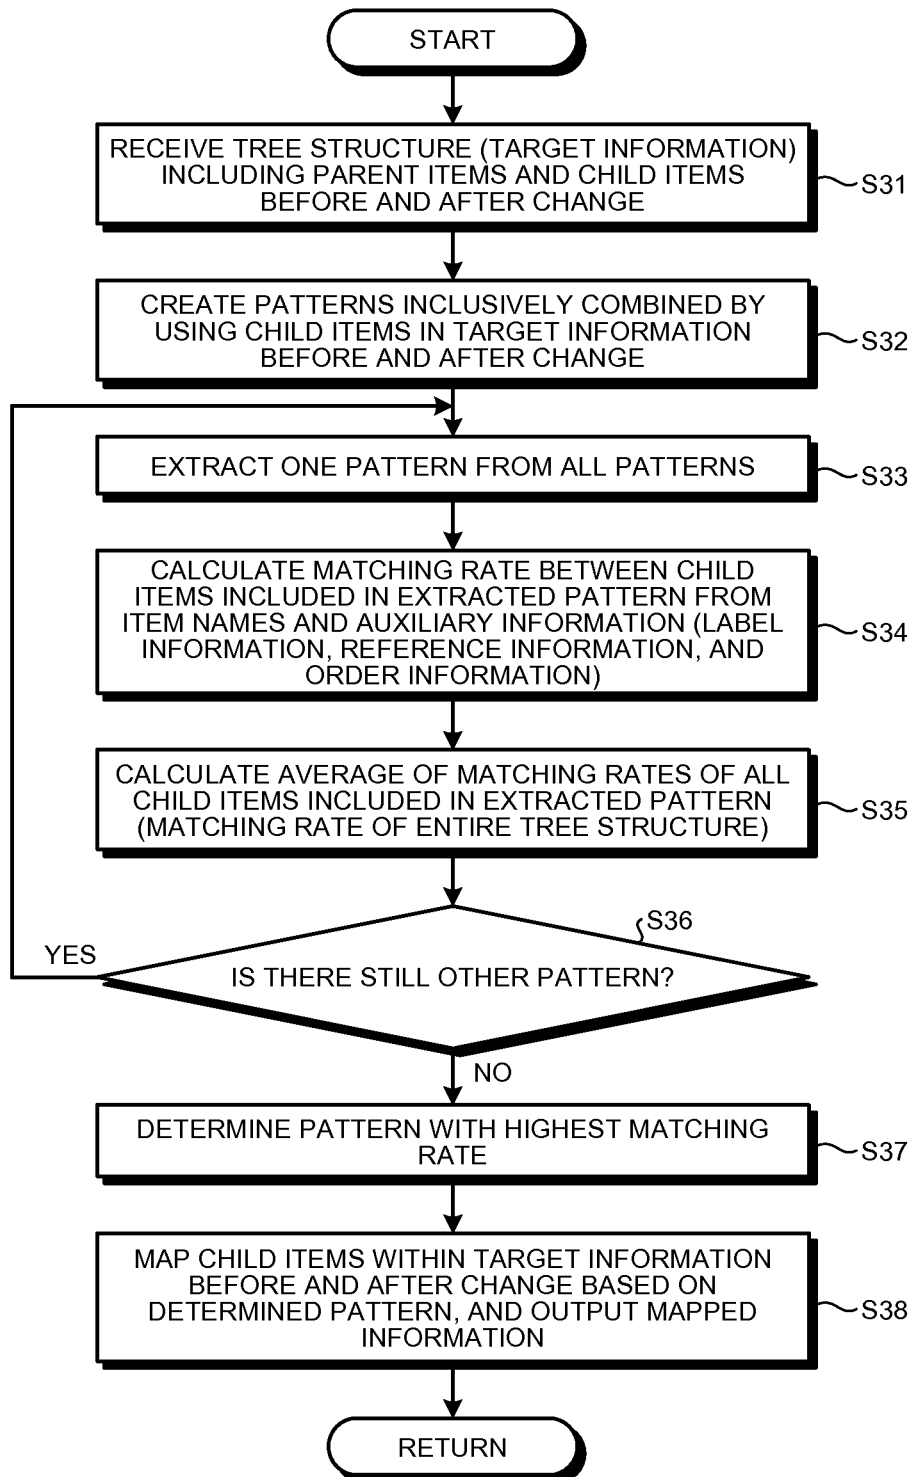 START
RECEIVE TREE STRUCTURE (TARGET INFORMATION)
INCLUDING PARENT ITEMS AND CHILD ITEMS
BEFORE AND AFTER CHANGE
S31
CREATE PATTERNS INCLUSIVELY COMBINED BY
USING CHILD ITEMS IN TARGET INFORMATION
BEFORE AND AFTER CHANGE
S32
EXTRACT ONE PATTERN FROM ALL PATTERNS
S33
CALCULATE MATCHING RATE BETWEEN CHILD
ITEMS INCLUDED IN EXTRACTED PATTERN FROM
ITEM NAMES AND AUXILIARY INFORMATION (LABEL
INFORMATION, REFERENCE INFORMATION, AND
ORDER INFORMATION)
S34
CALCULATE AVERAGE OF MATCHING RATES OF ALL
CHILD ITEMS INCLUDED IN EXTRACTED PATTERN
(MATCHING RATE OF ENTIRE TREE STRUCTURE)
S35
S36
YES
IS THERE STILL OTHER PATTERN?
NO
DETERMINE PATTERN WITH HIGHEST MATCHING
RATE
S37
MAP CHILD ITEMS WITHIN TARGET INFORMATION
BEFORE AND AFTER CHANGE BASED ON
DETERMINED PATTERN, AND OUTPUT MAPPED
INFORMATION
S38
RETURN